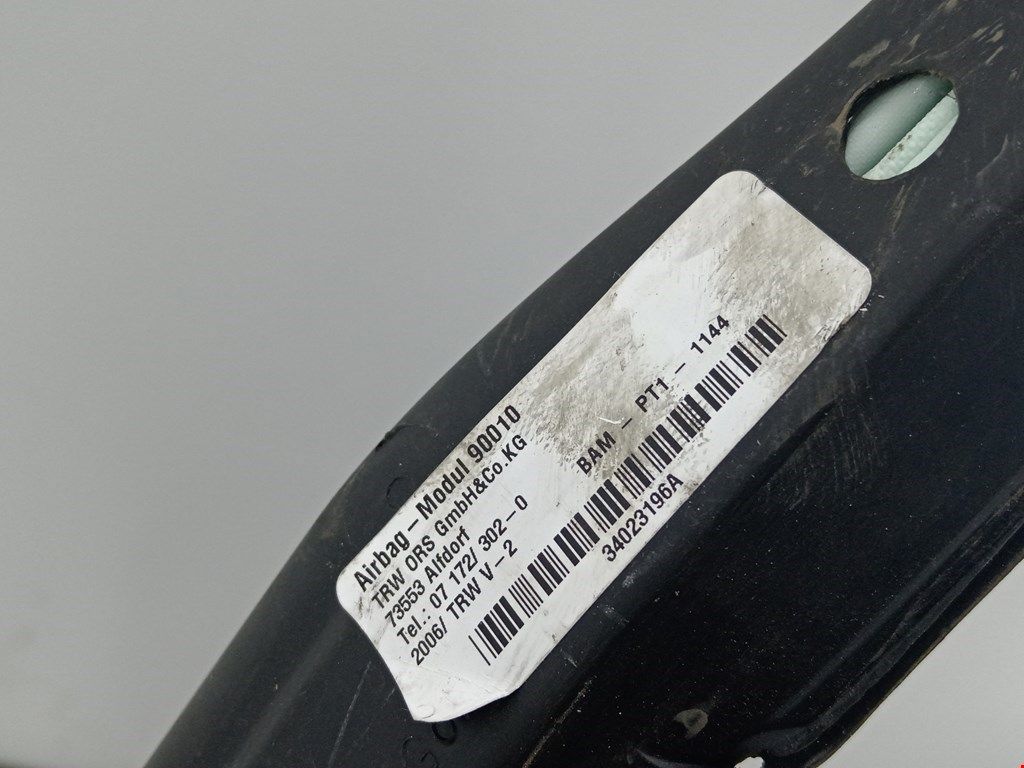 Airbag - Modul 90010
TRW ORS GmbH&Co.KG
73553 Alfdorf
Tel.: 07 172/ 302-0
2006/ TRW V-2
BAM - PT1 - 1144
34023196A